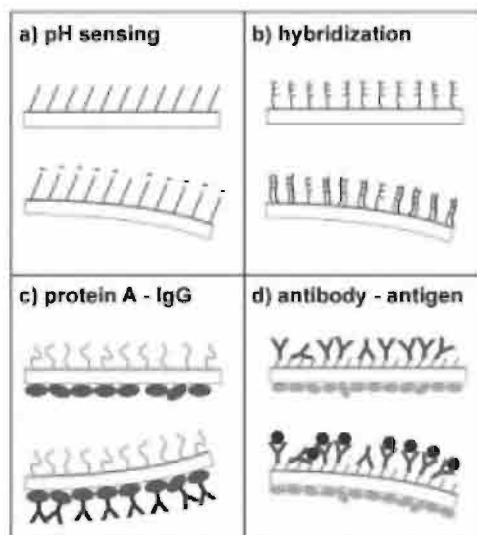 a) pH sensing
b) hybridization
c) protein A - IgG
d) antibody - antigen